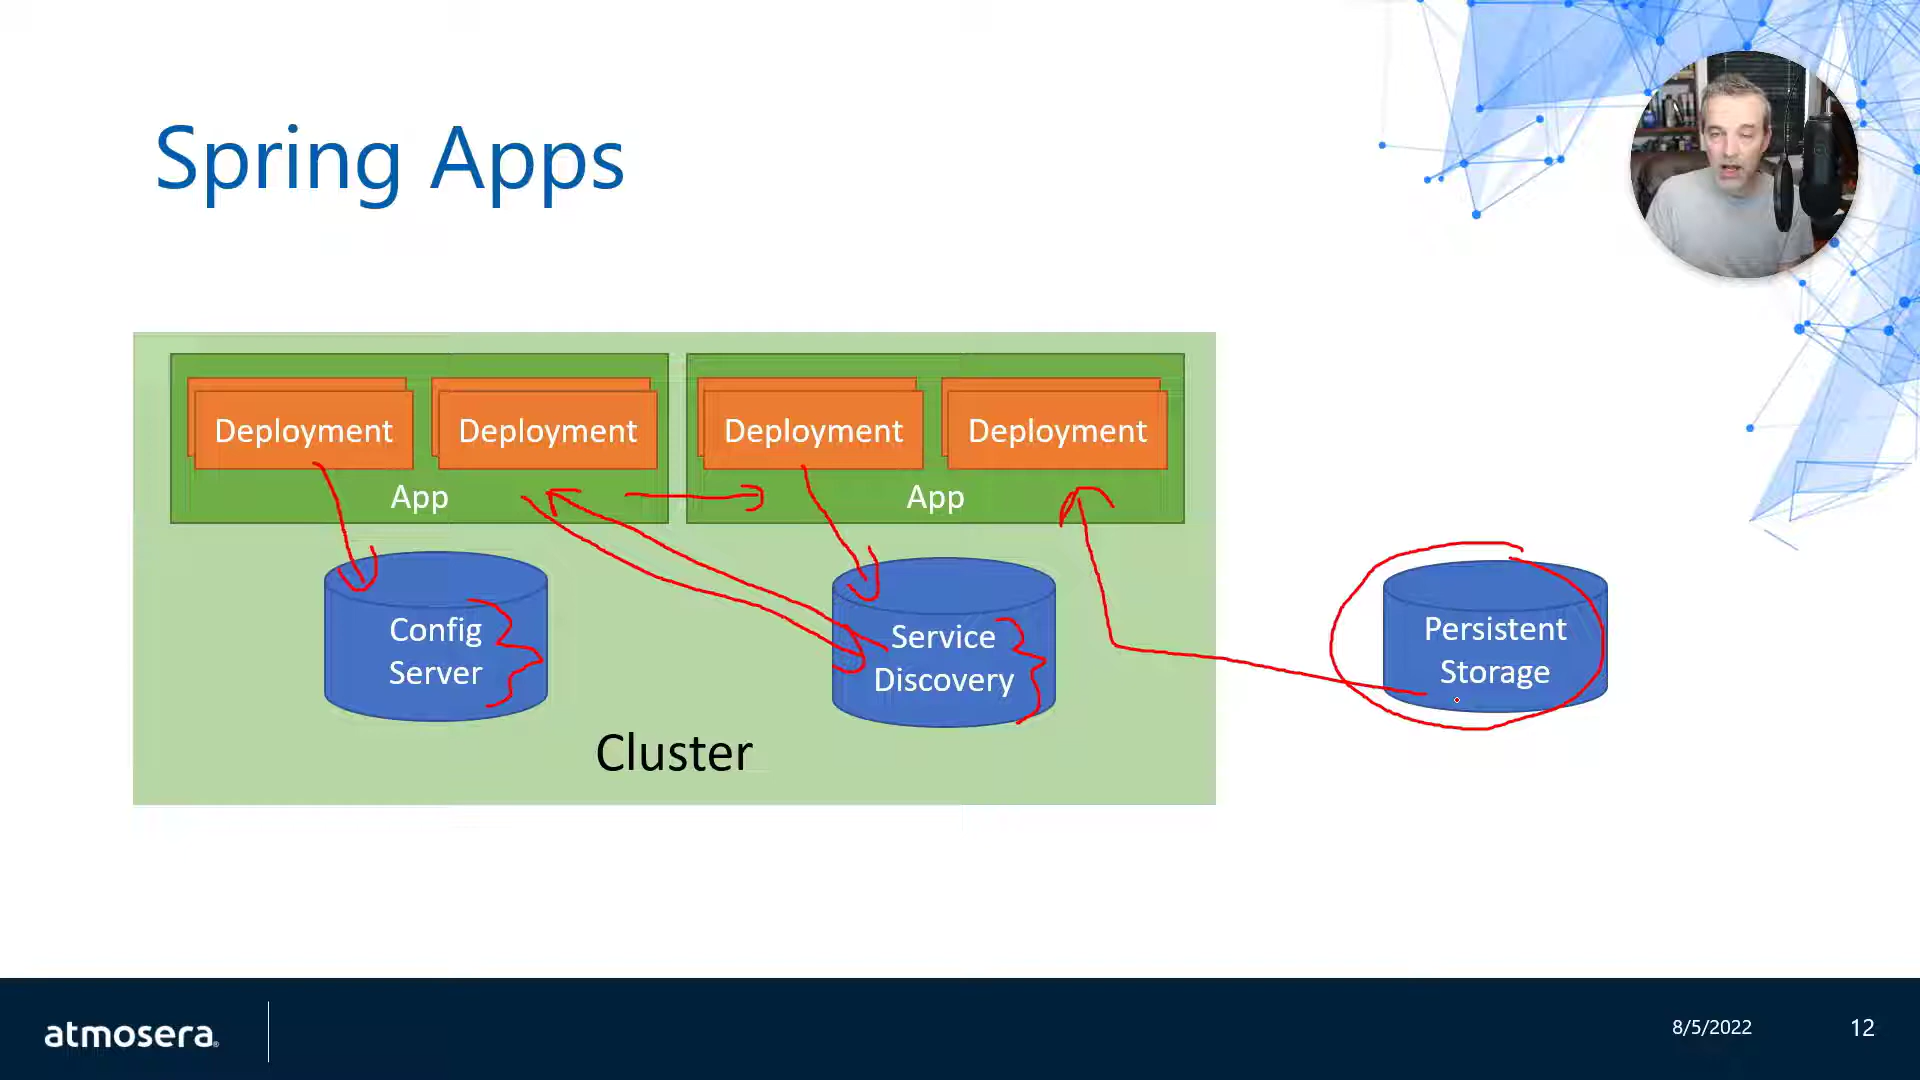 Spring Apps
Deployment
Deployment
Deployment
Deployment
App
App
Config
Server
Service
Discovery
Persistent
Storage
Cluster
atmosera
8/5/2022
12